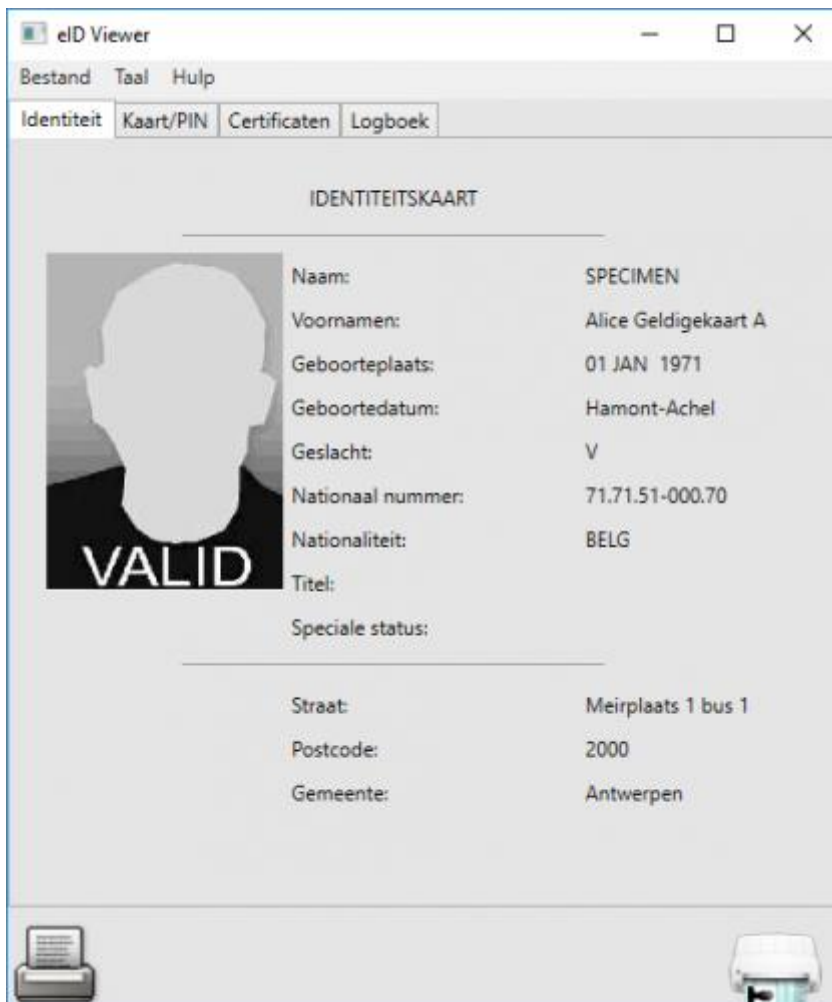 eID Viewer
Bestand Taal Hulp
Identiteit Kaart/PIN Certificaten Logboek
IDENTITEITSKAART
Naam: SPECIMEN
Voornamen: Alice Geldigekaart A
Geboorteplaats: 01 JAN 1971
Geboortedatum: Hamont-Achel
Geslacht: V
Nationaal nummer: 71.71.51-000.70
Nationaliteit: BELG
VALID
Titel:
Speciale status:
Straat: Meirplaats 1 bus 1
Postcode: 2000
Gemeente: Antwerpen